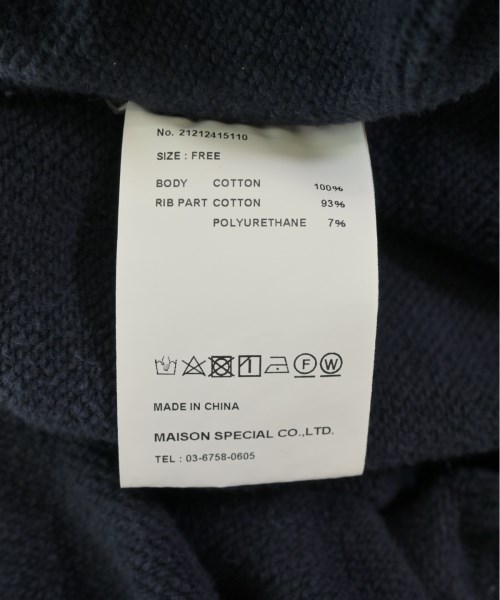 No. 21212415110
SIZE : FREE
BODY COTTON 100%
RIB PART COTTON 93%
POLYURETHANE 7%
F W
MADE IN CHINA
MAISON SPECIAL CO.,LTD.
TEL : 03-6758-0605